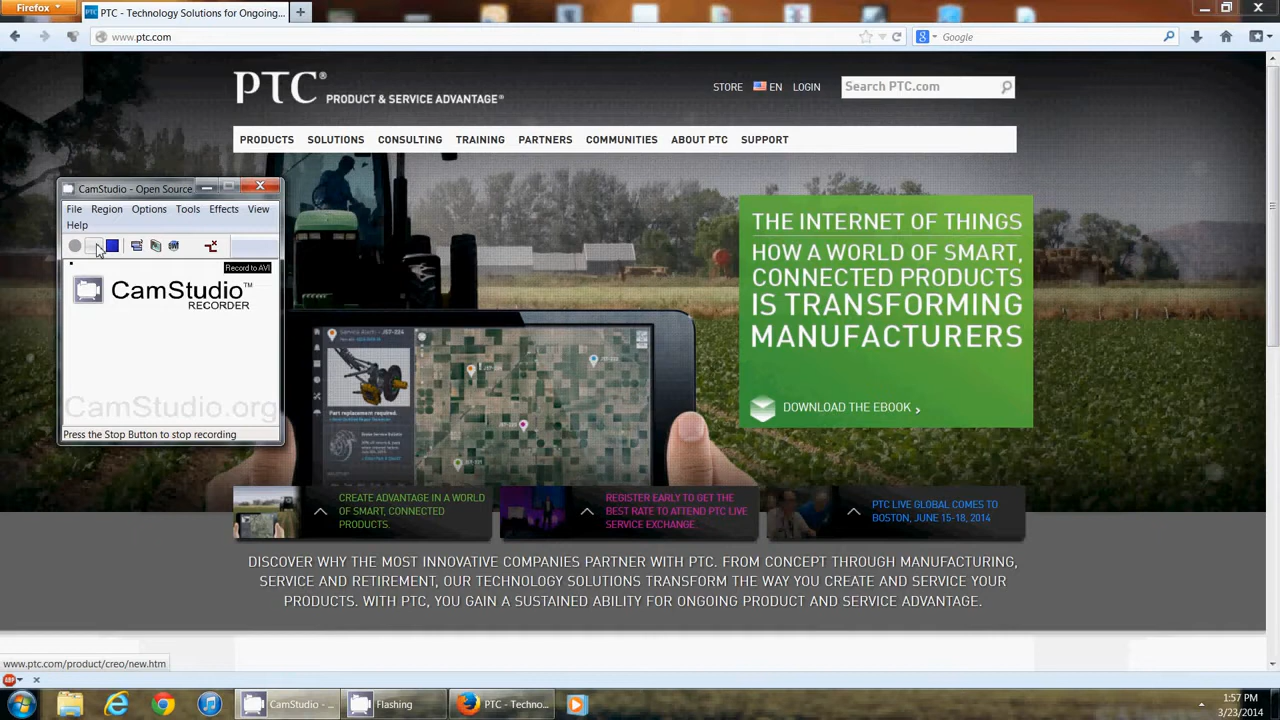 Firefox
PTC - Technology Solutions for Ongoing...
www.ptc.com
Google
PTC®
PRODUCT & SERVICE ADVANTAGE®
STORE
EN
LOGIN
Search PTC.com
PRODUCTS SOLUTIONS CONSULTING TRAINING PARTNERS COMMUNITIES ABOUT PTC SUPPORT
CamStudio - Open Source
File Region Options Tools Effects View
Help
Record to AVI
CamStudio™
RECORDER
CamStudio.org
Press the Stop Button to stop recording
THE INTERNET OF THINGS
HOW A WORLD OF SMART,
CONNECTED PRODUCTS
IS TRANSFORMING
MANUFACTURERS
DOWNLOAD THE EBOOK
Part replacement required.
CREATE ADVANTAGE IN A WORLD
OF SMART, CONNECTED
PRODUCTS.
REGISTER EARLY TO GET THE
BEST RATE TO ATTEND PTC LIVE
SERVICE EXCHANGE
PTC LIVE GLOBAL COMES TO
BOSTON, JUNE 15-18, 2014
DISCOVER WHY THE MOST INNOVATIVE COMPANIES PARTNER WITH PTC. FROM CONCEPT THROUGH MANUFACTURING,
SERVICE AND RETIREMENT, OUR TECHNOLOGY SOLUTIONS TRANSFORM THE WAY YOU CREATE AND SERVICE YOUR
PRODUCTS. WITH PTC, YOU GAIN A SUSTAINED ABILITY FOR ONGOING PRODUCT AND SERVICE ADVANTAGE.
www.ptc.com/product/creo/new.htm
ABP
CamStudio - ...
Flashing
PTC - Techno...
1:57 PM
3/23/2014